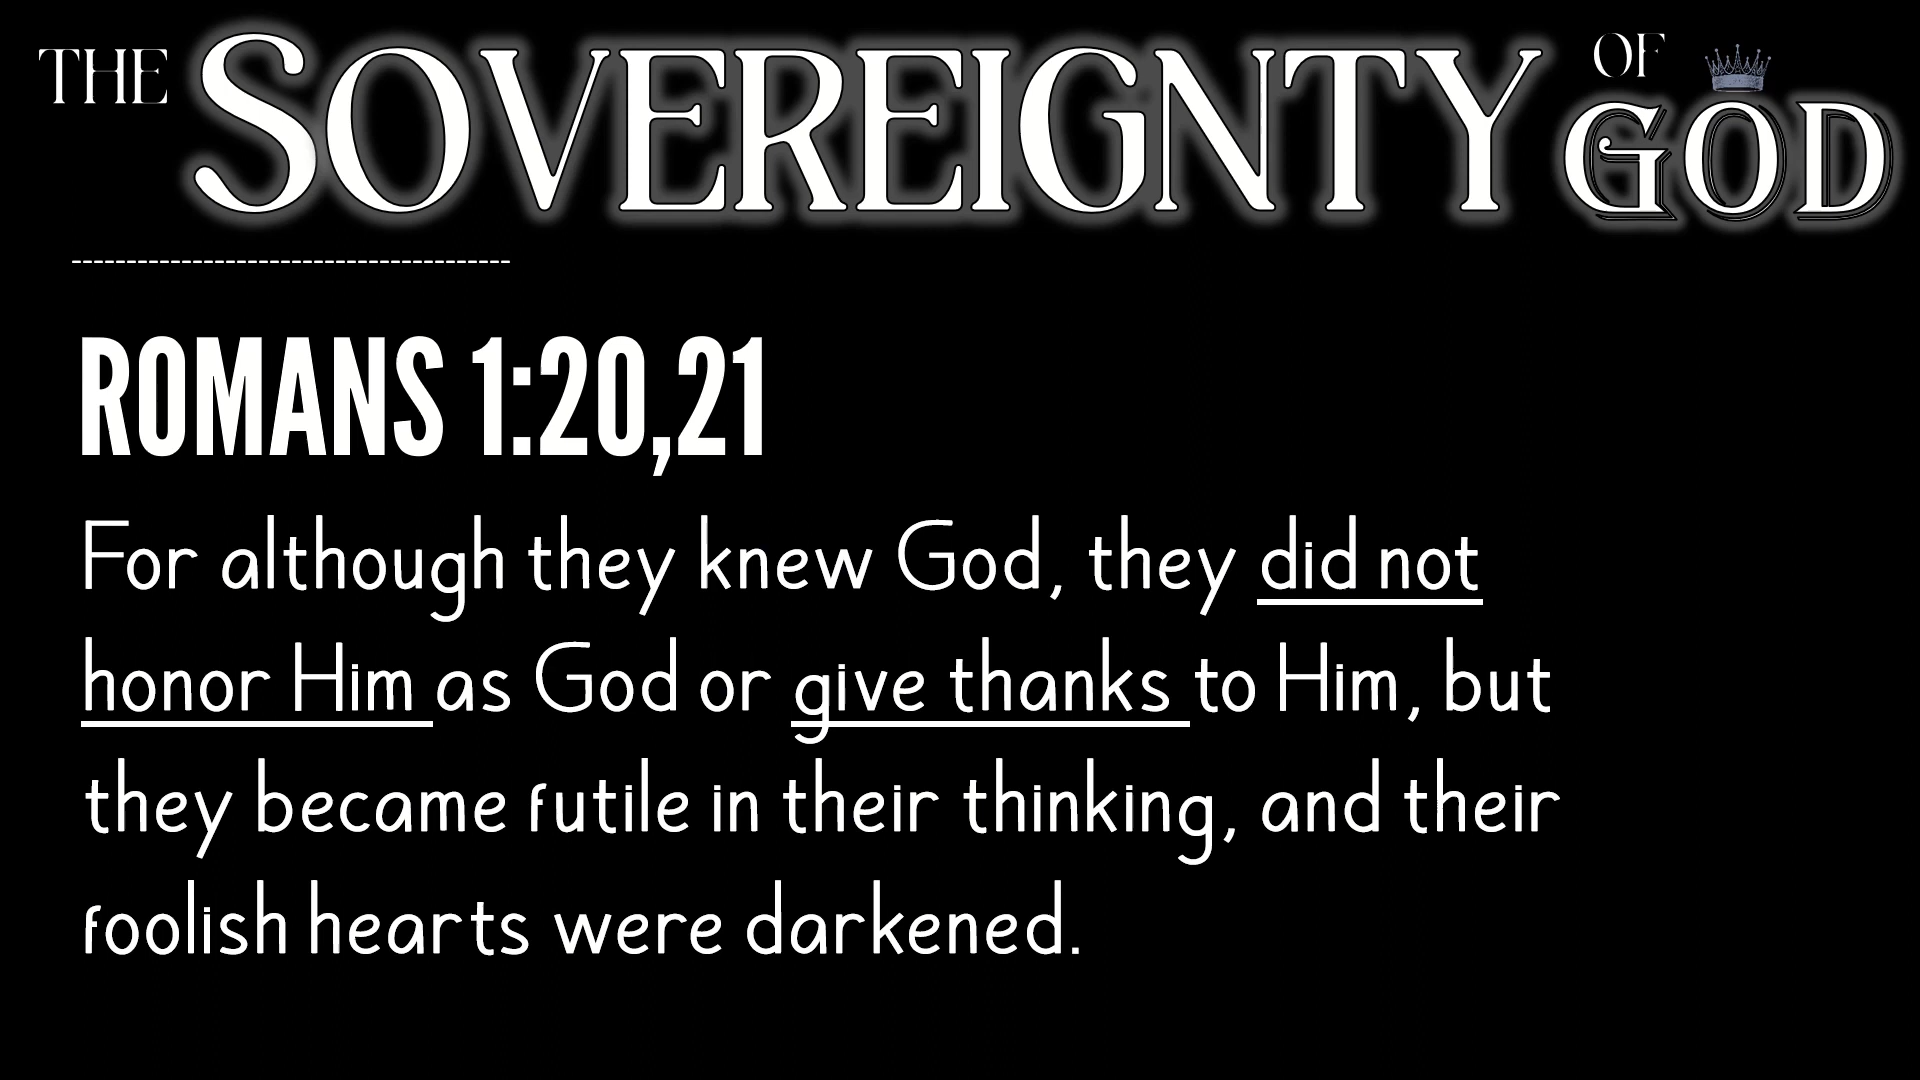 THE SOVEREIGNTY OF GOD
---------------------------------------
ROMANS 1:20,21
For although they knew God, they did not
honor Him as God or give thanks to Him, but
they became futile in their thinking, and their
foolish hearts were darkened.